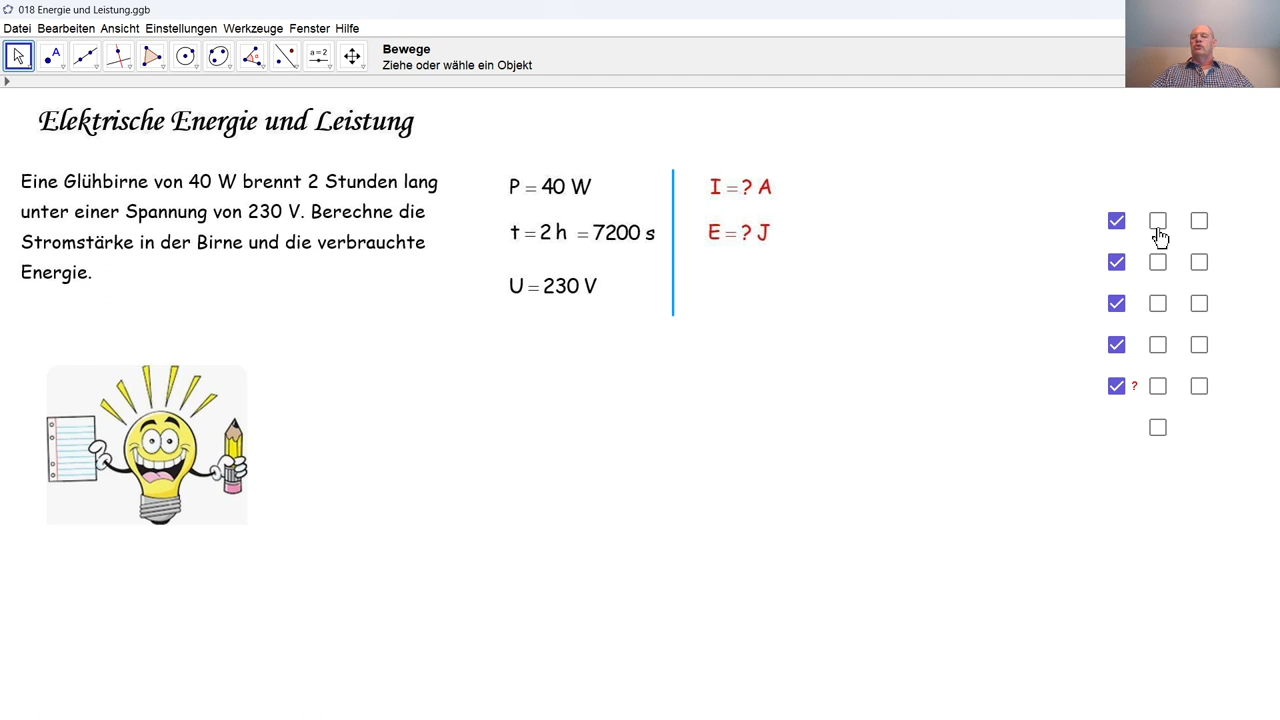 018 Energie und Leistung.ggb
Datei Bearbeiten Ansicht Einstellungen Werkzeuge Fenster Hilfe
A
a=2
Bewege
Ziehe oder wähle ein Objekt
Elektrische Energie und Leistung
Eine Glühbirne von 40 W brennt 2 Stunden lang
unter einer Spannung von 230 V. Berechne die
Stromstärke in der Birne und die verbrauchte
Energie.
P = 40 W
t = 2 h = 7200 s
U = 230 V
I = ? A
E = ? J
?